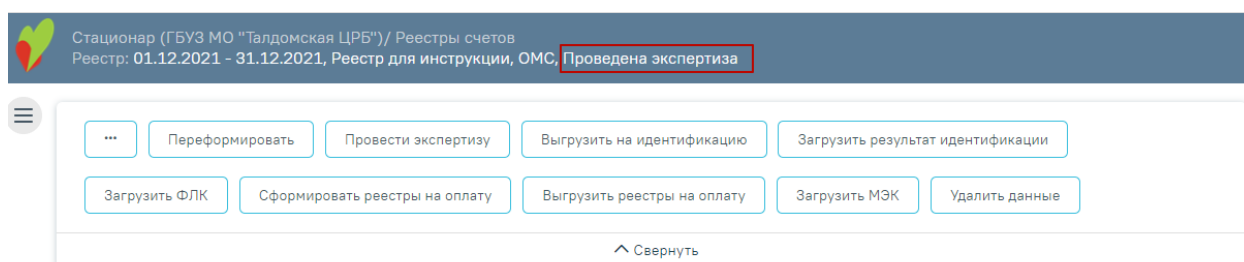 Стационар (ГБУЗ МО "Талдомская ЦРБ")/ Реестры счетов
Реестр: 01.12.2021 - 31.12.2021, Реестр для инструкции, ОМС, Проведена экспертиза
... Переформировать Провести экспертизу Выгрузить на идентификацию Загрузить результат идентификации
Загрузить ФЛК Сформировать реестры на оплату Выгрузить реестры на оплату Загрузить МЭК Удалить данные
Свернуть